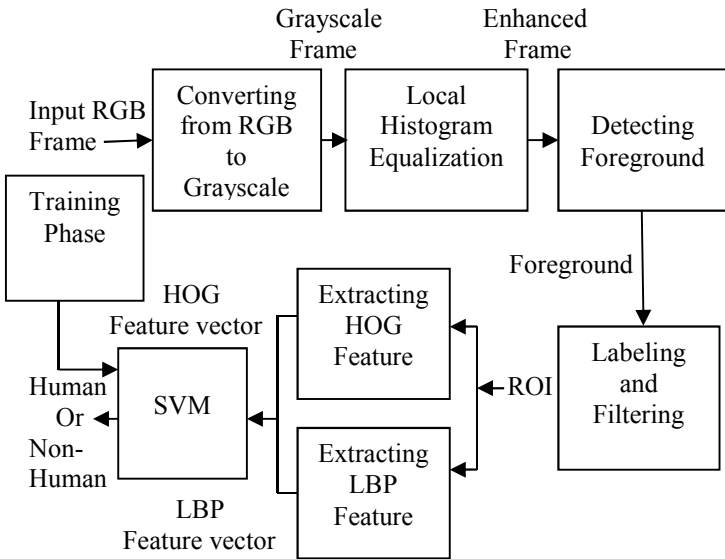 Grayscale
Frame
Enhanced
Frame
Input RGB
Frame
Converting
from RGB
to
Grayscale
Local
Histogram
Equalization
Detecting
Foreground
Training
Phase
Foreground
HOG
Feature vector
Extracting
HOG
Feature
Labeling
and
Filtering
ROI
SVM
Human
Or
Non-
Human
Extracting
LBP
Feature
LBP
Feature vector